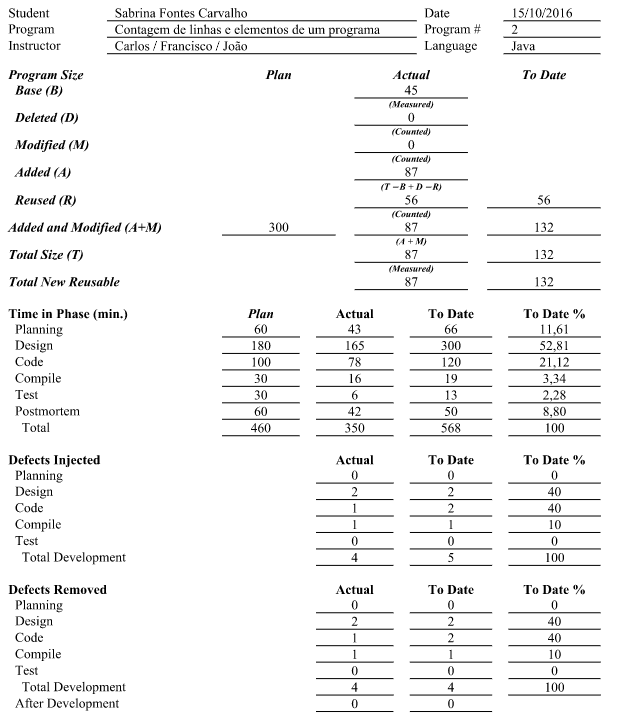 Student Sabrina Fontes Carvalho Date 15/10/2016
Program Contagem de linhas e elementos de um programa Program # 2
Instructor Carlos / Francisco / João Language Java
Program Size Plan Actual To Date
Base (B) 45
(Measured)
Deleted (D) 0
(Counted)
Modified (M) 0
(Counted)
Added (A) 87
(T − B + D − R)
Reused (R) 56 56
(Counted)
Added and Modified (A+M) 300 87 132
(A + M)
Total Size (T) 87 132
(Measured)
Total New Reusable 87 132
Time in Phase (min.) Plan Actual To Date To Date %
Planning 60 43 66 11,61
Design 180 165 300 52,81
Code 100 78 120 21,12
Compile 30 16 19 3,34
Test 30 6 13 2,28
Postmortem 60 42 50 8,80
Total 460 350 568 100
Defects Injected Actual To Date To Date %
Planning 0 0 0
Design 2 2 40
Code 1 2 40
Compile 1 1 10
Test 0 0 0
Total Development 4 5 100
Defects Removed Actual To Date To Date %
Planning 0 0 0
Design 2 2 40
Code 1 2 40
Compile 1 1 10
Test 0 0 0
Total Development 4 4 100
After Development 0 0